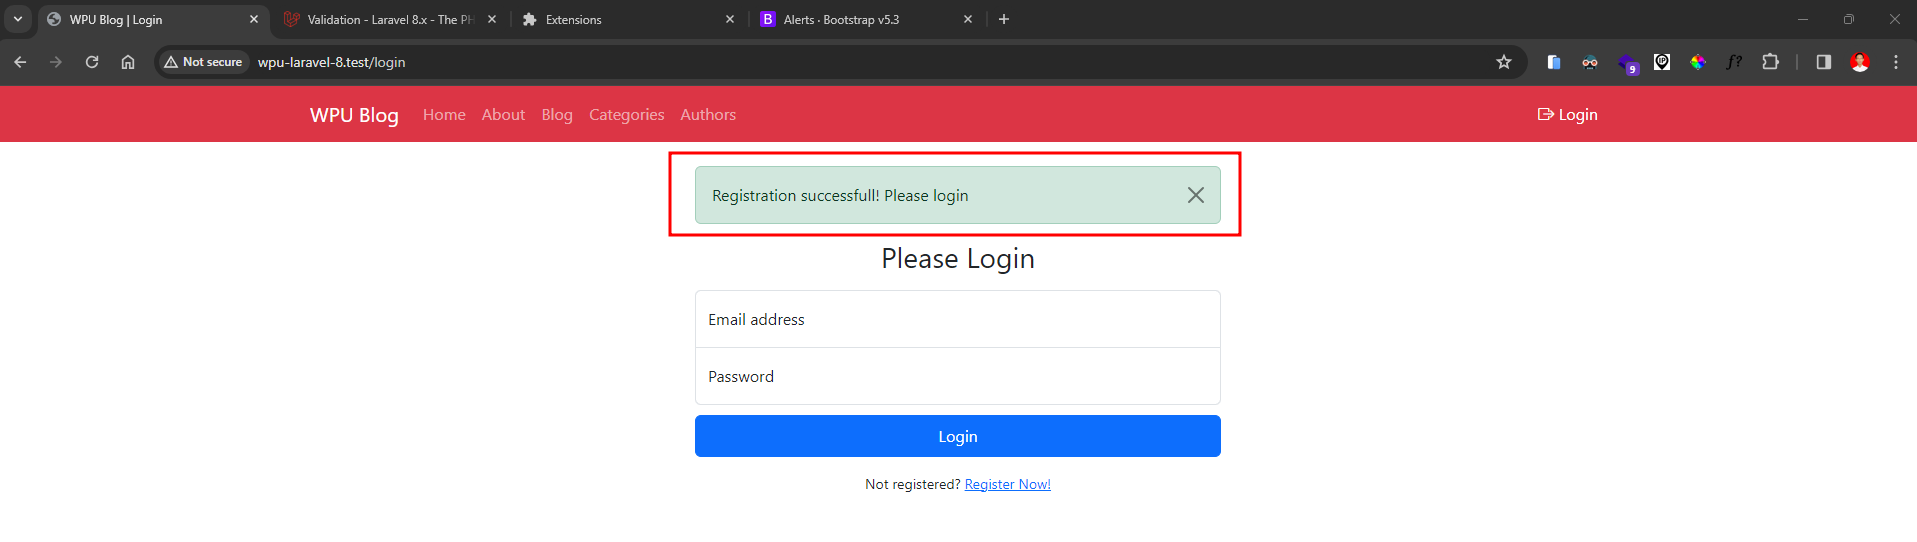 WPU Blog | Login
Validation - Laravel 8.x - The PH
Extensions
B Alerts · Bootstrap v5.3
Not secure wpu-laravel-8.test/login
9
f?
WPU Blog Home About Blog Categories Authors Login
Registration successfull! Please login
Please Login
Email address
Password
Login
Not registered? Register Now!